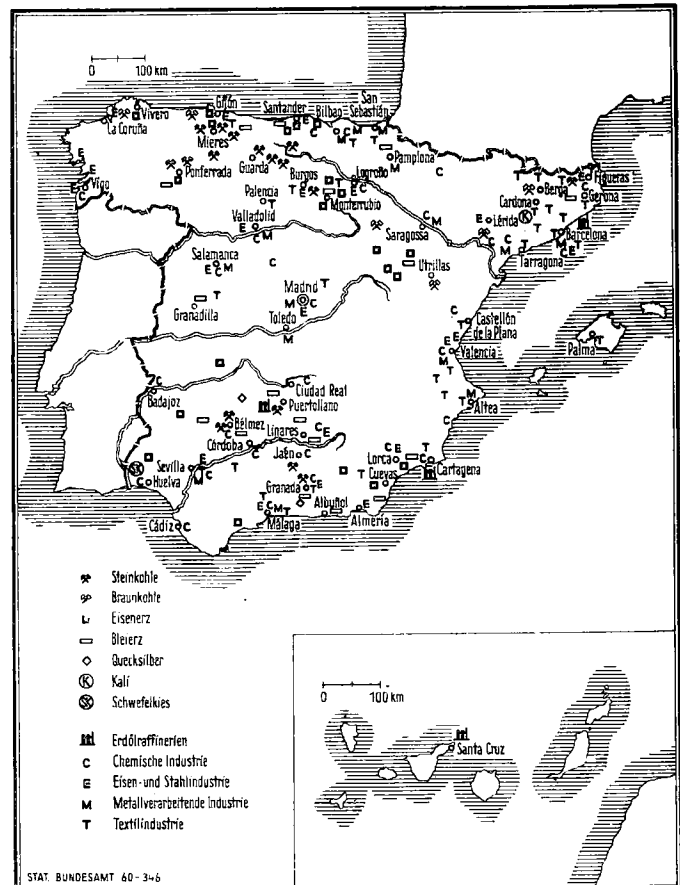 0 100 km
Gijón
Vivero
La Coruña
Santander
Bilbao
San
Sebastián
Mieres
Pamplona
Ponferrada
Guarda
Burgos
Logroño
Figueras
Berga
Gerona
Vigo
Palencia
Monterrubio
Cardona
K
Lérida
Valladolid
Saragossa
Barcelona
Tarragona
Salamanca
Utrillas
Madrid
Granadilla
Toledo
Castellón
de la Plana
Valencia
Palma
Badajoz
Ciudad Real
Puertollano
Altea
Bélmez
Linares
Córdoba
Jaén
Lorca
Cartagena
Sevilla
Huelva
Granada
Cuevas
Albuñol
Almería
Málaga
Cádiz
Steinkohle
Braunkohle
Eisenerz
Bleierz
Quecksilber
K Kali
S Schwefelkies
Erdölraffinerien
C Chemische Industrie
E Eisen- und Stahlindustrie
M Metallverarbeitende Industrie
T Textilindustrie
0 100 km
Santa Cruz
STAT. BUNDESAMT 60-346